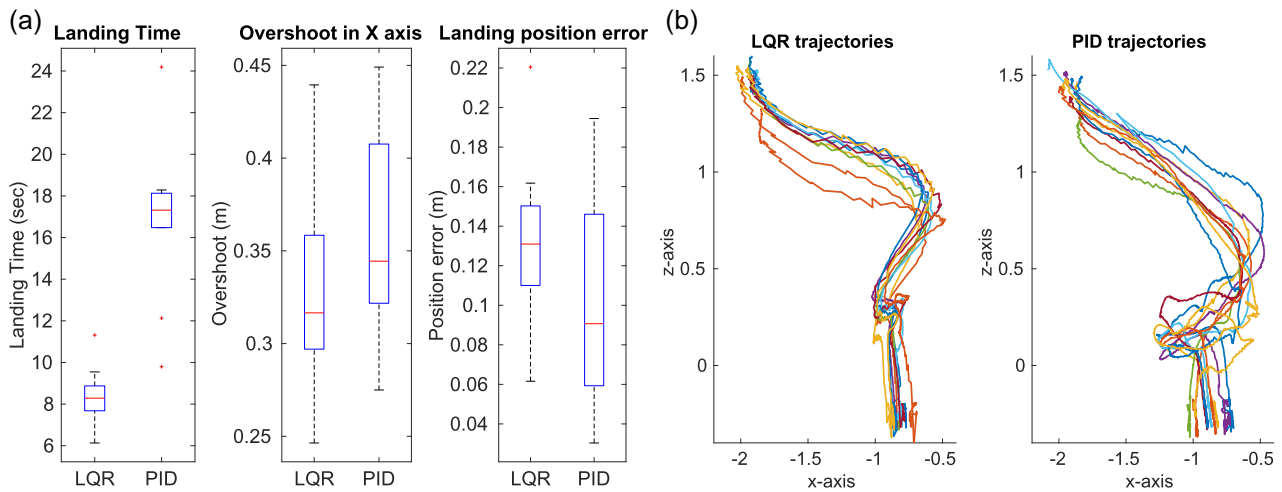 (a)
Landing Time
Landing Time (sec)
24
22
20
18
16
14
12
10
8
6
LQR PID
Overshoot in X axis
Overshoot (m)
0.45
0.4
0.35
0.3
0.25
LQR PID
Landing position error
Position error (m)
0.22
0.2
0.18
0.16
0.14
0.12
0.1
0.08
0.06
0.04
LQR PID
(b)
LQR trajectories
z-axis
1.5
1
0.5
0
-2 -1.5 -1 -0.5
x-axis
PID trajectories
z-axis
1.5
1
0.5
0
-2 -1.5 -1 -0.5
x-axis